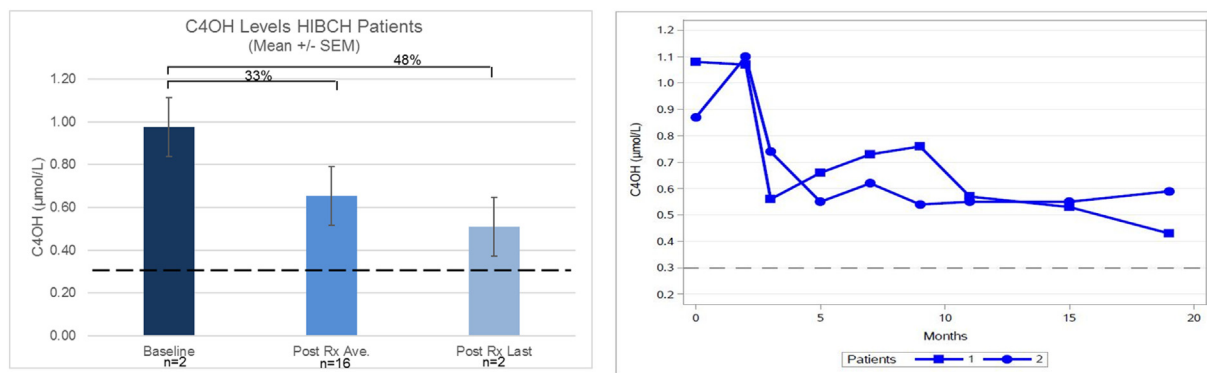 C4OH Levels HIBCH Patients
(Mean +/- SEM)
48%
33%
1.20
1.00
0.80
0.60
0.40
0.20
0.00
C4OH (µmol/L)
Baseline
n=2
Post Rx Ave.
n=16
Post Rx Last
n=2
1.2
1.1
1.0
0.9
0.8
0.7
0.6
0.5
0.4
0.3
0.2
C4OH (µmol/L)
0 5 10 15 20
Months
Patients 1 2